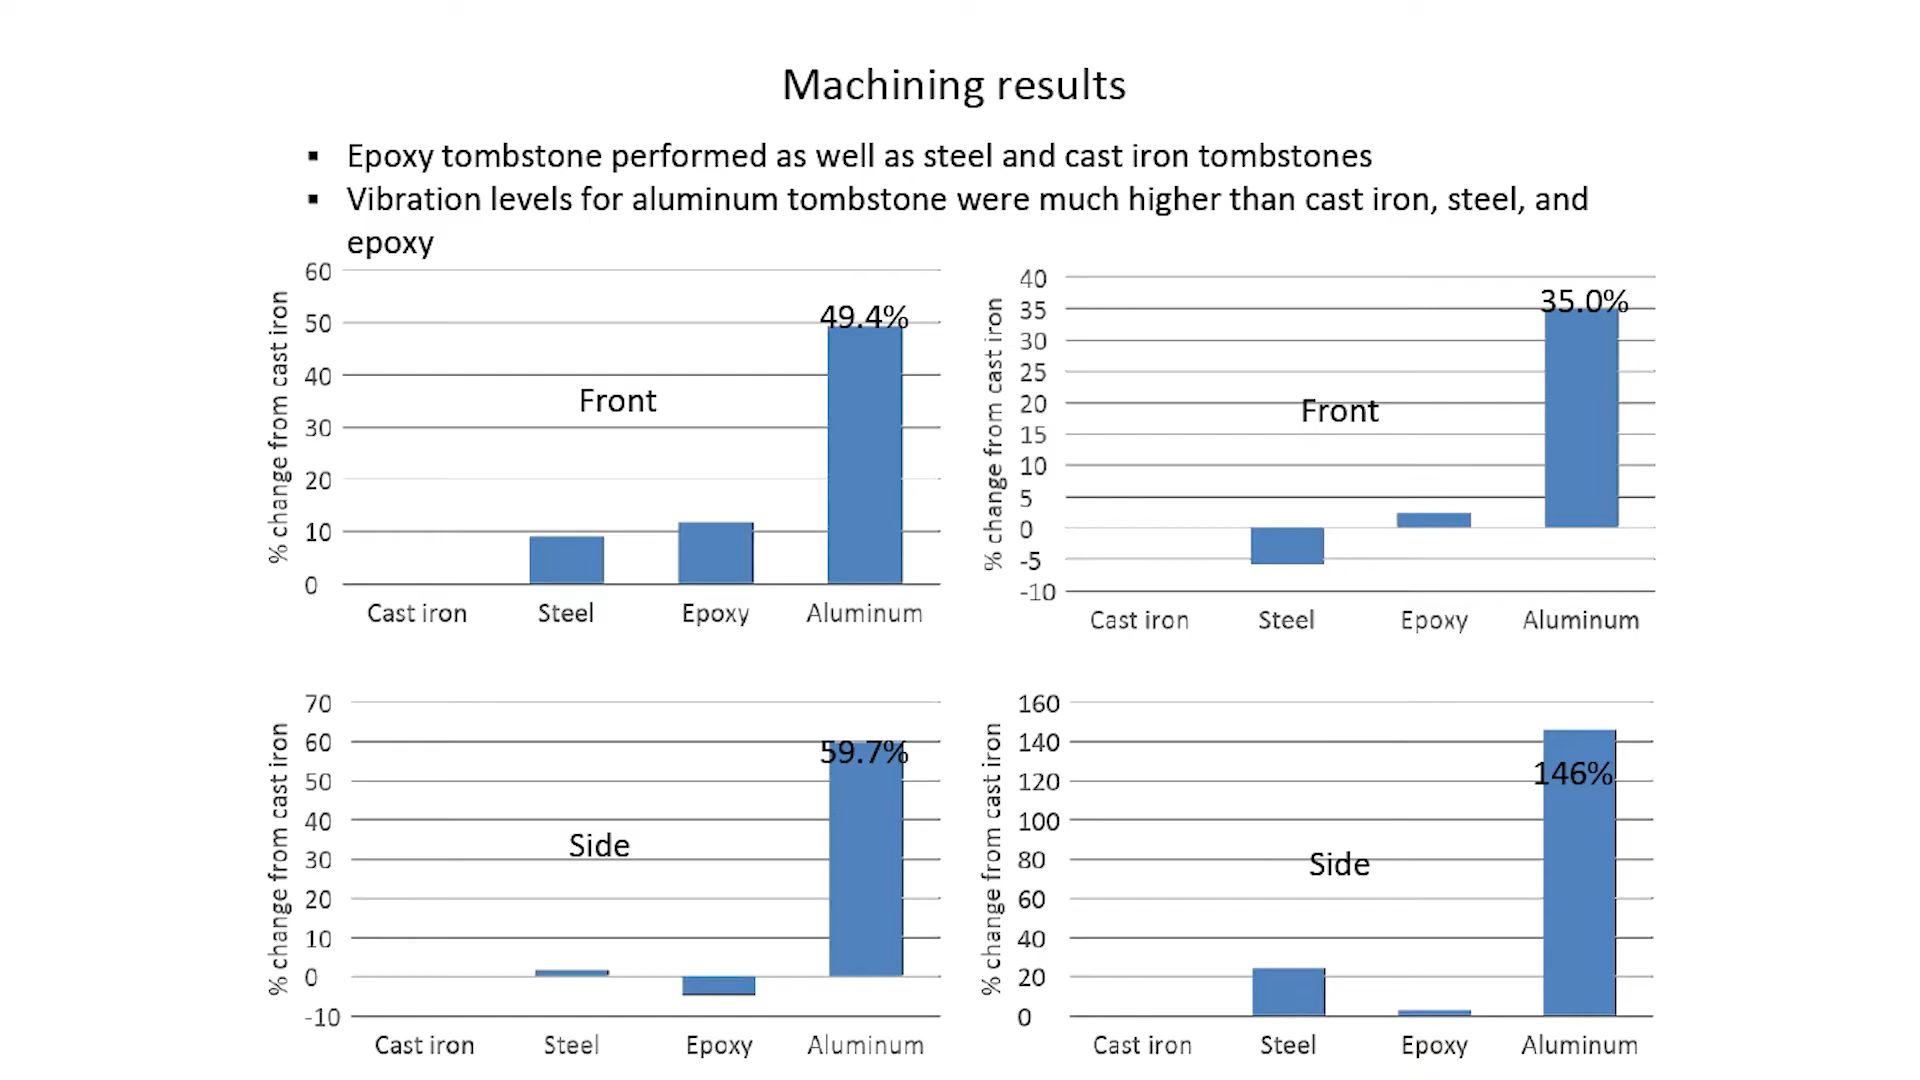 Machining results
▪ Epoxy tombstone performed as well as steel and cast iron tombstones
▪ Vibration levels for aluminum tombstone were much higher than cast iron, steel, and
epoxy
% change from cast iron
60
50
40
30
20
10
0
49.4%
Front
Cast iron Steel Epoxy Aluminum
% change from cast iron
40
35
30
25
20
15
10
5
0
-5
-10
35.0%
Front
Cast iron Steel Epoxy Aluminum
% change from cast iron
70
60
50
40
30
20
10
0
-10
59.7%
Side
Cast iron Steel Epoxy Aluminum
% change from cast iron
160
140
120
100
80
60
40
20
0
146%
Side
Cast iron Steel Epoxy Aluminum